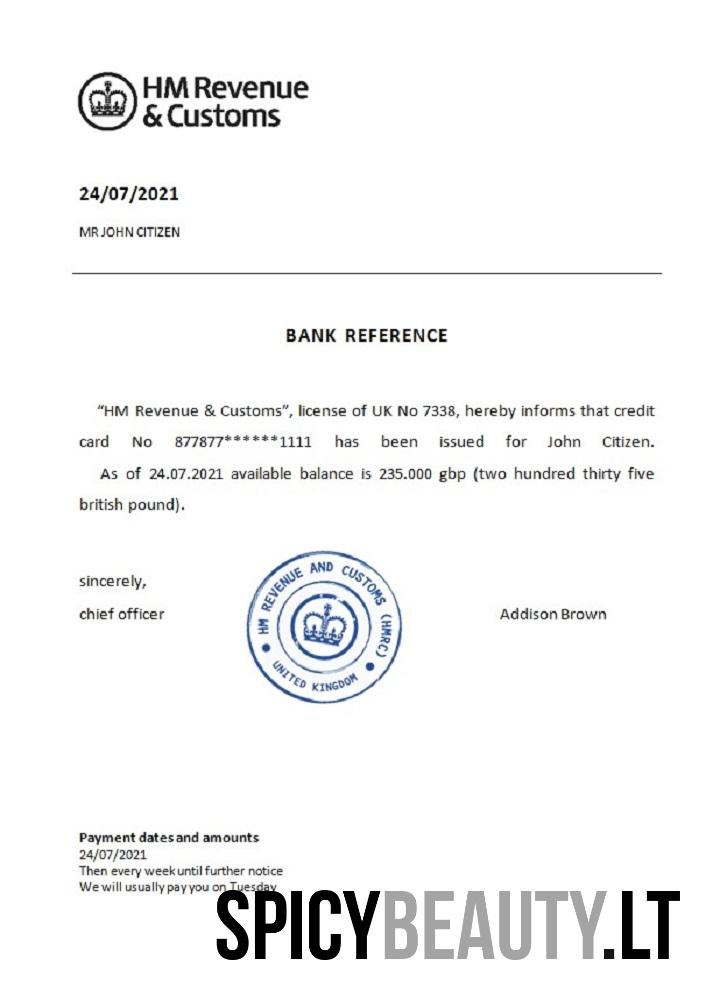 HM Revenue
& Customs
24/07/2021
MR JOHN CITIZEN
BANK REFERENCE
“HM Revenue & Customs”, license of UK No 7338, hereby informs that credit
card No 877877******1111 has been issued for John Citizen.
As of 24.07.2021 available balance is 235.000 gbp (two hundred thirty five
british pound).
sincerely,
chief officer
HM REVENUE AND CUSTOMS (HMRC)
UNITED KINGDOM
Addison Brown
Payment dates and amounts
24/07/2021
Then every week until further notice
We will usually pay you on Tuesday
SPICYBEAUTY.LT